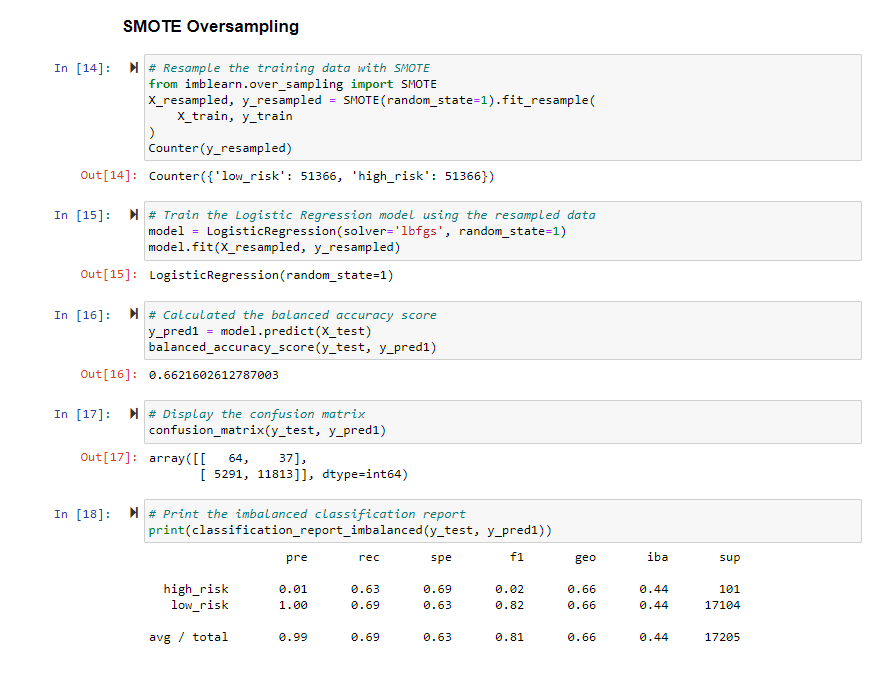 SMOTE Oversampling
In [14]: # Resample the training data with SMOTE
from imblearn.over_sampling import SMOTE
X_resampled, y_resampled = SMOTE(random_state=1).fit_resample(
    X_train, y_train
)
Counter(y_resampled)
Out[14]: Counter({'low_risk': 51366, 'high_risk': 51366})
In [15]: # Train the Logistic Regression model using the resampled data
model = LogisticRegression(solver='lbfgs', random_state=1)
model.fit(X_resampled, y_resampled)
Out[15]: LogisticRegression(random_state=1)
In [16]: # Calculated the balanced accuracy score
y_pred1 = model.predict(X_test)
balanced_accuracy_score(y_test, y_pred1)
Out[16]: 0.6621602612787003
In [17]: # Display the confusion matrix
confusion_matrix(y_test, y_pred1)
Out[17]: array([[   64,    37],
       [ 5291, 11813]], dtype=int64)
In [18]: # Print the imbalanced classification report
print(classification_report_imbalanced(y_test, y_pred1))
pre rec spe f1 geo iba sup
high_risk 0.01 0.63 0.69 0.02 0.66 0.44 101
low_risk 1.00 0.69 0.63 0.82 0.66 0.44 17104
avg / total 0.99 0.69 0.63 0.81 0.66 0.44 17205